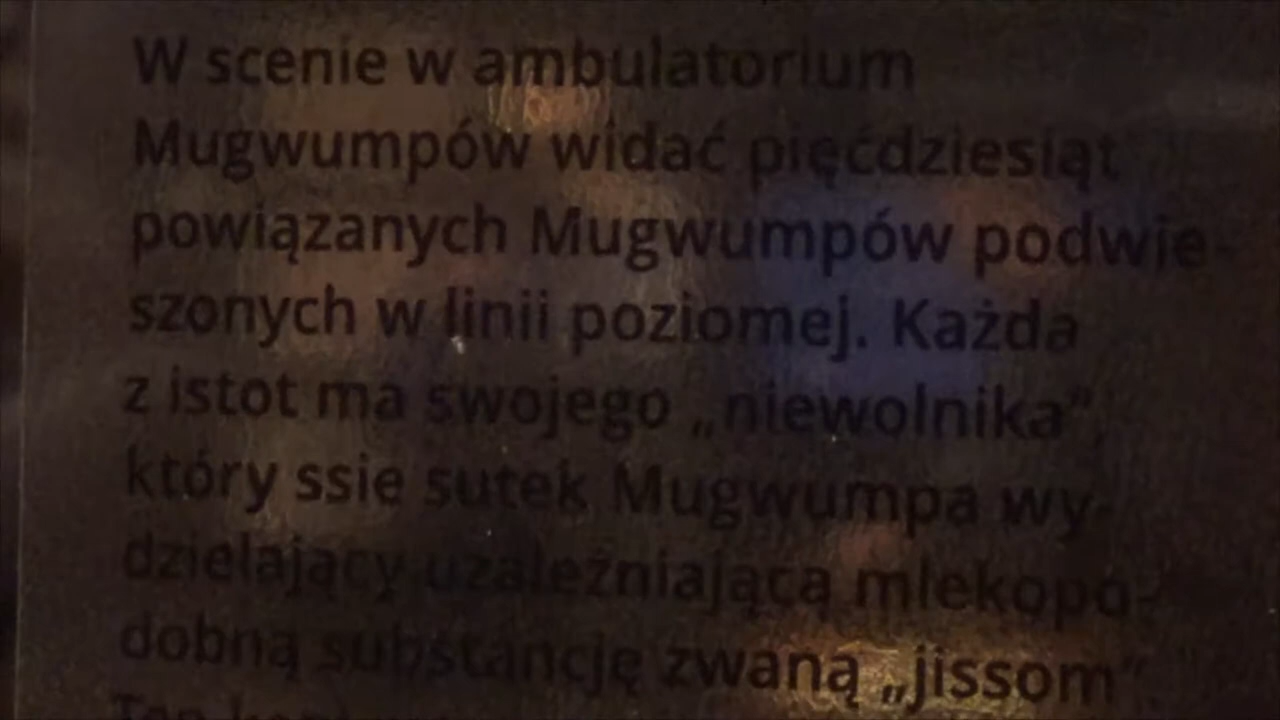 W scenie w ambulatorium
Mugwumpów widać pięćdziesiąt
powiązanych Mugwumpów podwie-
szonych w linii poziomej. Każda
z istot ma swojego „niewolnika”,
który ssie sutek Mugwumpa wy-
dzielający uzależniającą mlekopo-
dobną substancję zwaną „jissom”.
Ten